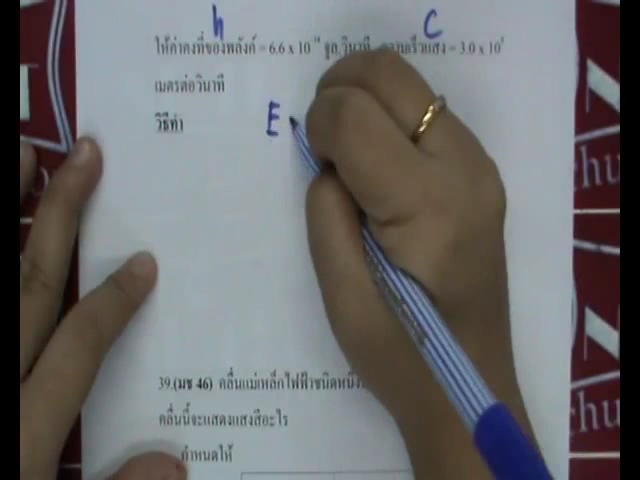 h C
ให้ค่าคงที่ของพลังค์ = 6.6 x 10 จูล.วินาที = 3.0 x 10
เมตรต่อวินาที
วิธีทำ
E
39.(มช 46) คลื่นแม่เหล็กไฟฟ้าชนิดหนึ่ง
คลื่นนี้จะแสดงแสงสีอะไร
กำหนดให้